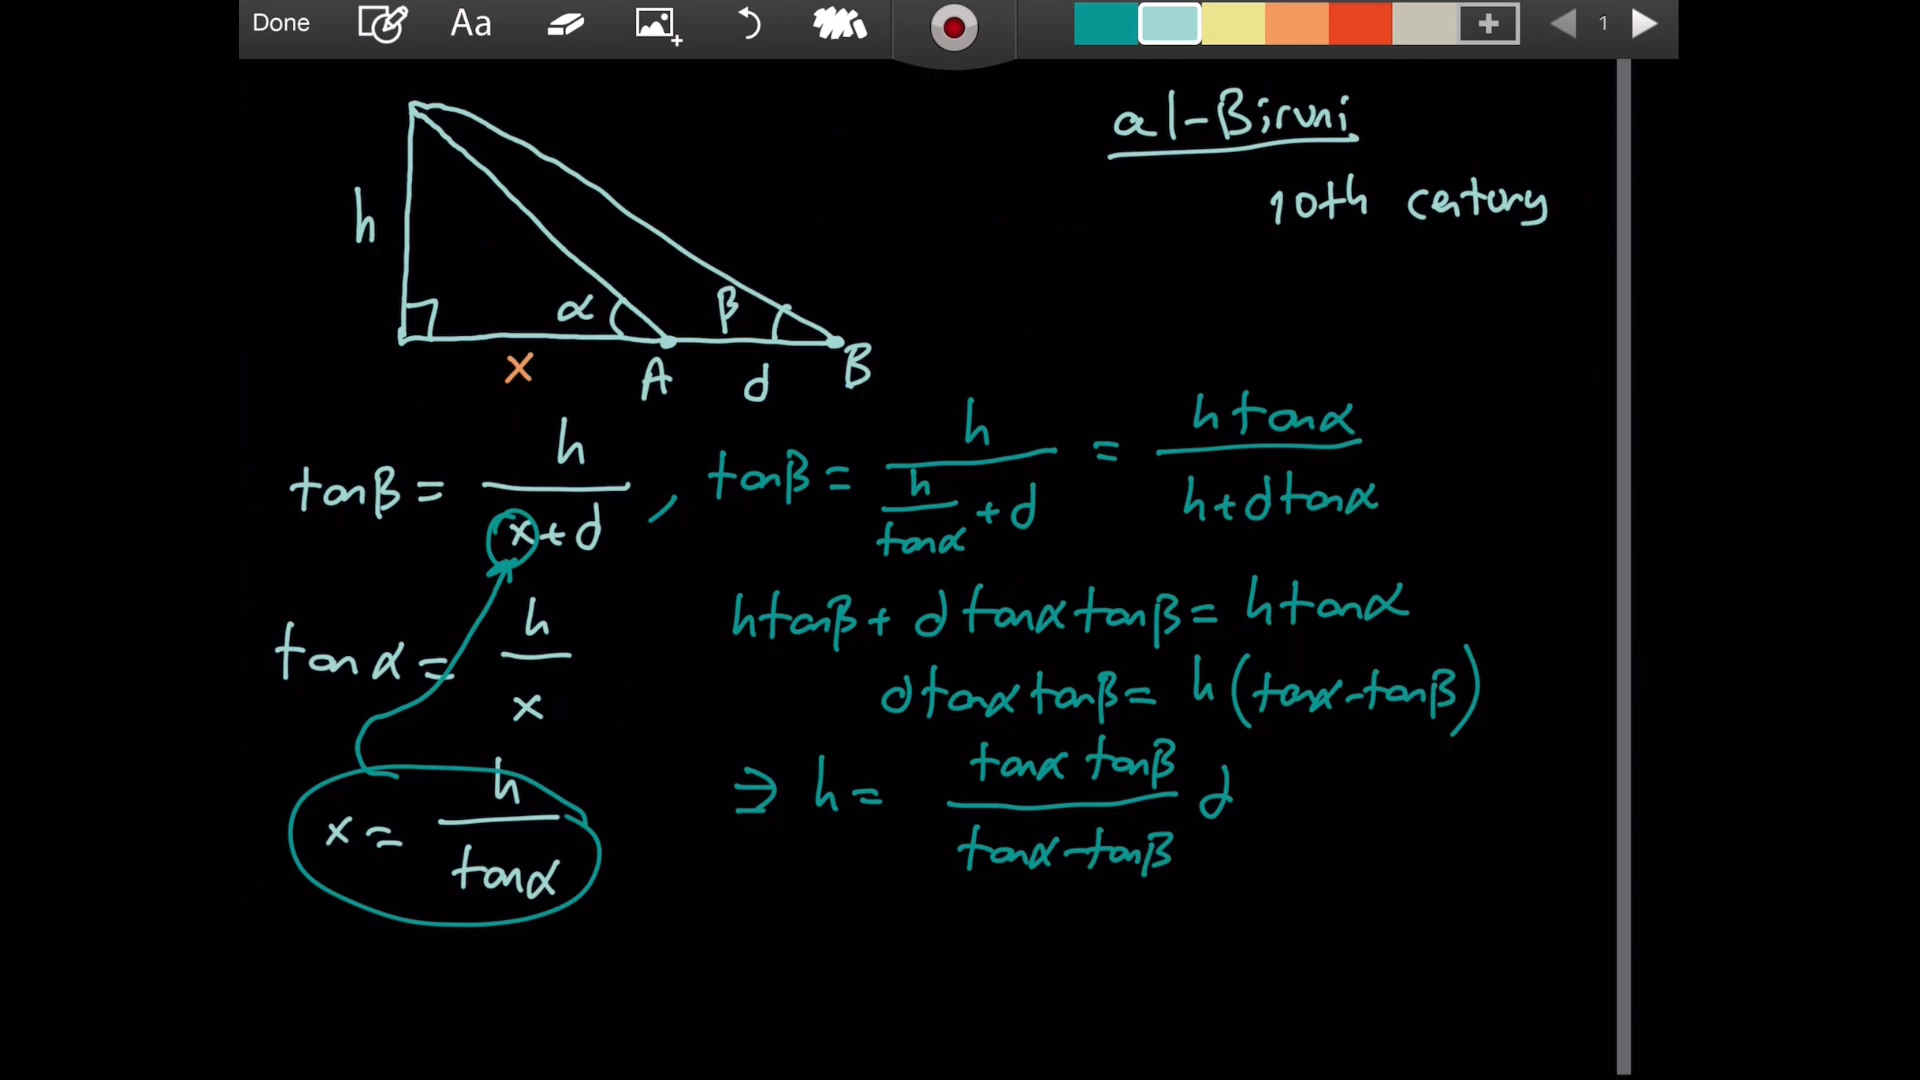 Done Aa 1
al-Biruni
10th century
h
α β
x A d B
tanβ = h / (x + d) , tanβ = h / (h / tanα + d) = h tanα / (h + d tanα)
tanα = h / x
h tanβ + d tanα tanβ = h tanα
d tanα tanβ = h (tanα - tanβ)
x = h / tanα
⇒ h = (tanα tanβ) / (tanα - tanβ) d